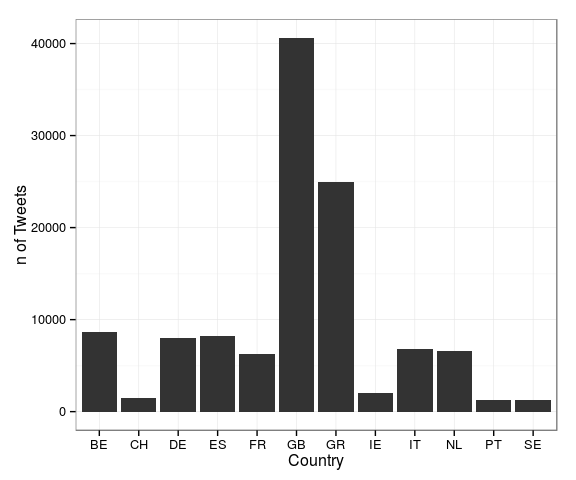 n of Tweets
40000
30000
20000
10000
0
BE CH DE ES FR GB GR IE IT NL PT SE
Country